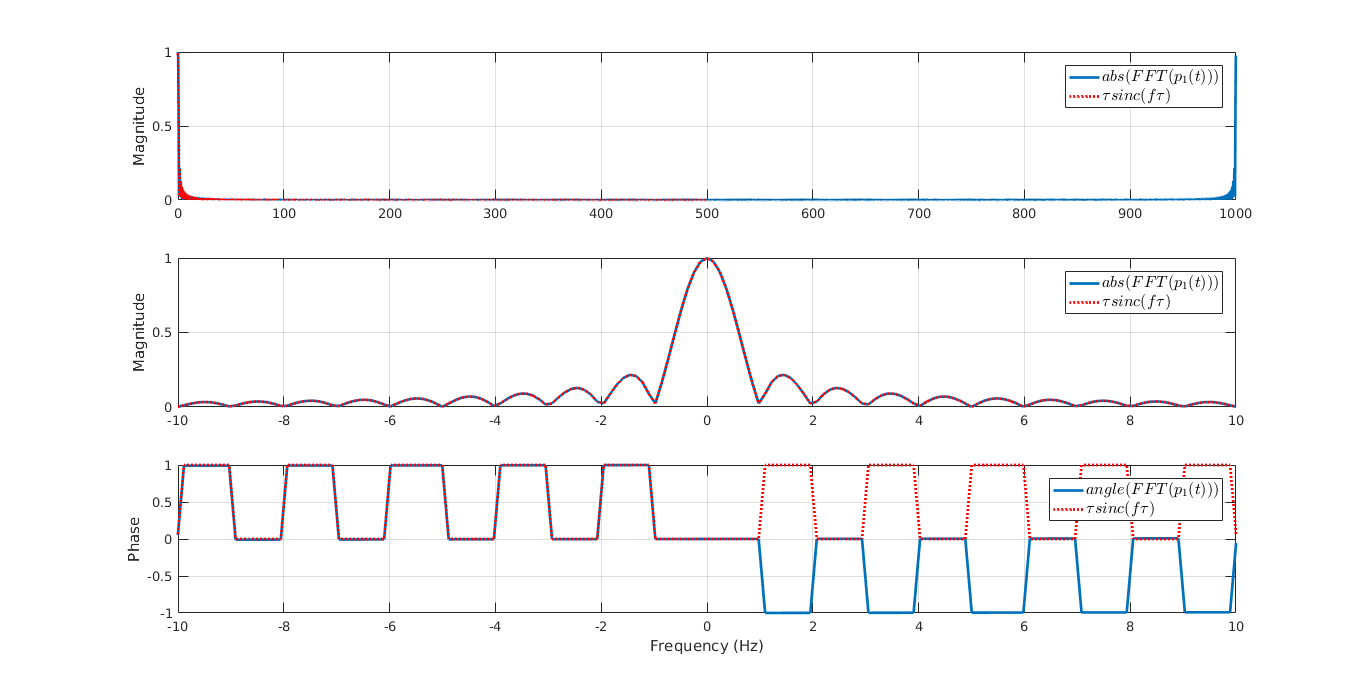 Magnitude
1
0.5
0
0 100 200 300 400 500 600 700 800 900 1000
abs(FFT(p₁(t)))
τ sinc(fτ)
Magnitude
1
0.5
0
-10 -8 -6 -4 -2 0 2 4 6 8 10
abs(FFT(p₁(t)))
τ sinc(fτ)
Phase
1
0.5
0
-0.5
-1
-10 -8 -6 -4 -2 0 2 4 6 8 10
angle(FFT(p₁(t)))
τ sinc(fτ)
Frequency (Hz)